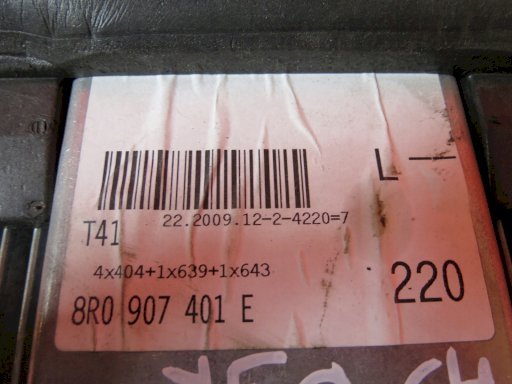 L—
22.2009.12-2-4220=7
T41
4x404+1x639+1x643
220
8R0 907 401 E